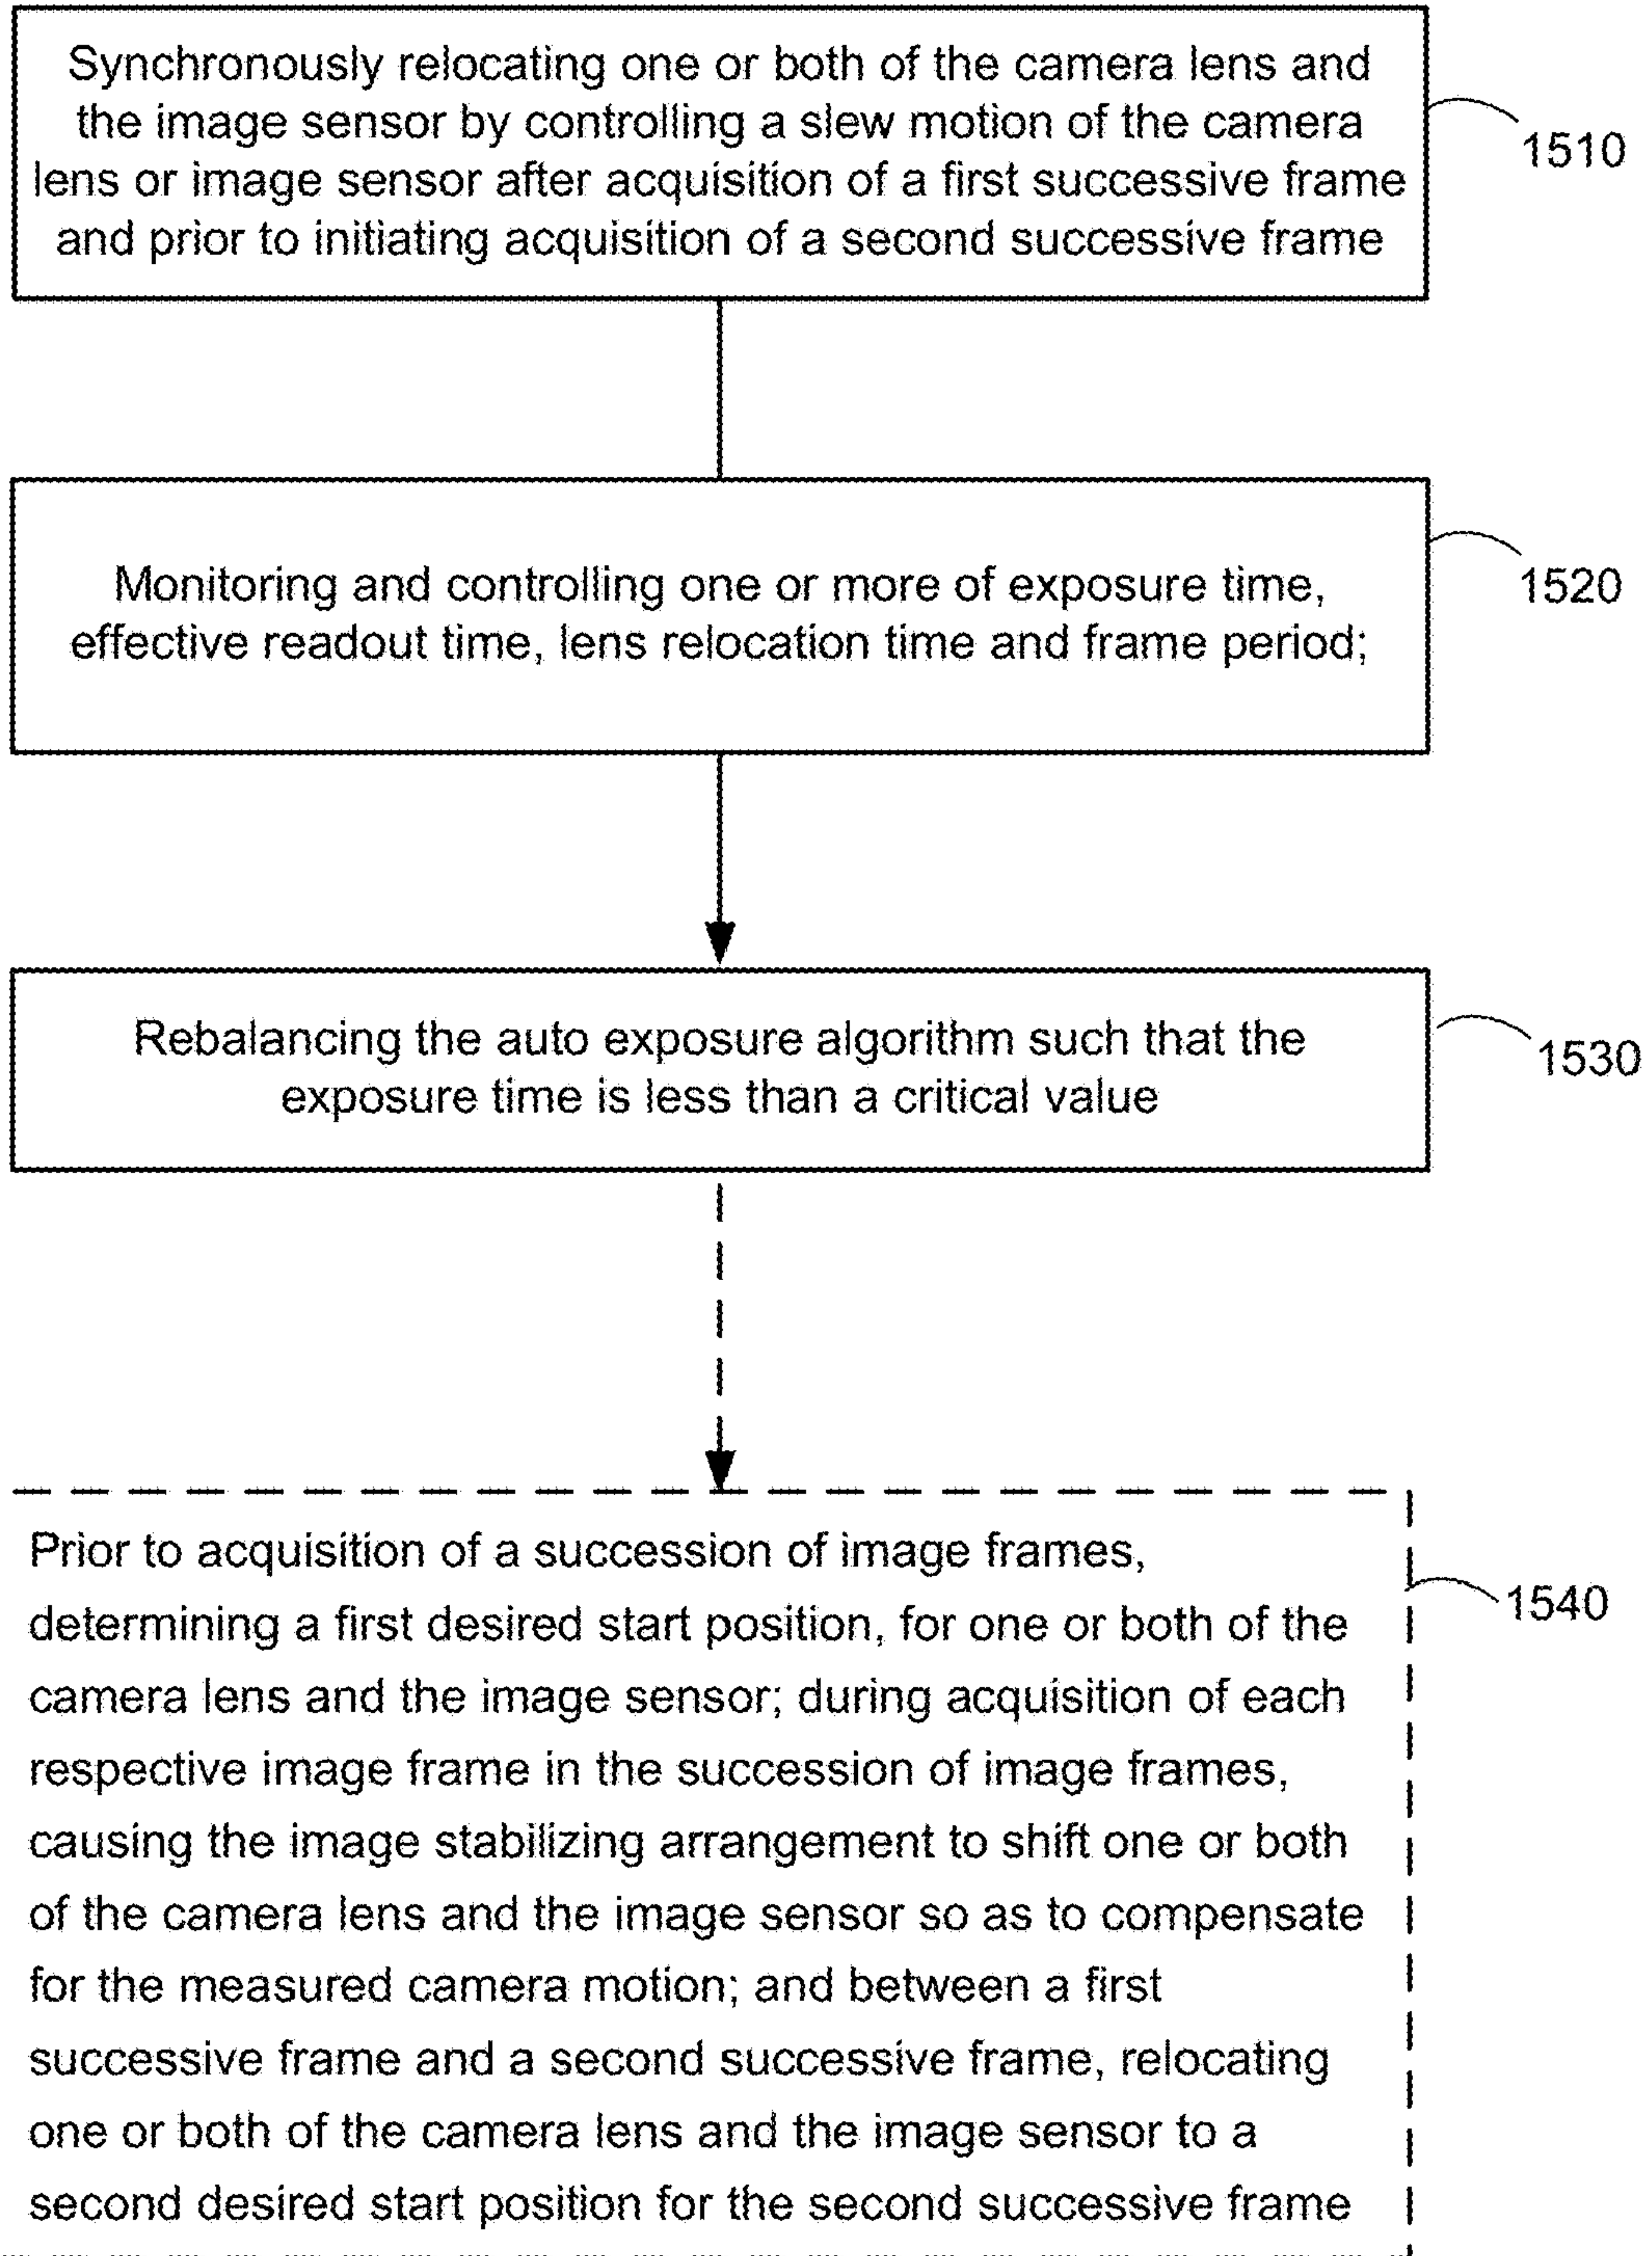 Synchronously relocating one or both of the camera lens and
the image sensor by controlling a slew motion of the camera
lens or image sensor after acquisition of a first successive frame
and prior to initiating acquisition of a second successive frame
1510
Monitoring and controlling one or more of exposure time,
effective readout time, lens relocation time and frame period;
1520
Rebalancing the auto exposure algorithm such that the
exposure time is less than a critical value
1530
Prior to acquisition of a succession of image frames,
determining a first desired start position, for one or both of the
camera lens and the image sensor; during acquisition of each
respective image frame in the succession of image frames,
causing the image stabilizing arrangement to shift one or both
of the camera lens and the image sensor so as to compensate
for the measured camera motion; and between a first
successive frame and a second successive frame, relocating
one or both of the camera lens and the image sensor to a
second desired start position for the second successive frame
1540